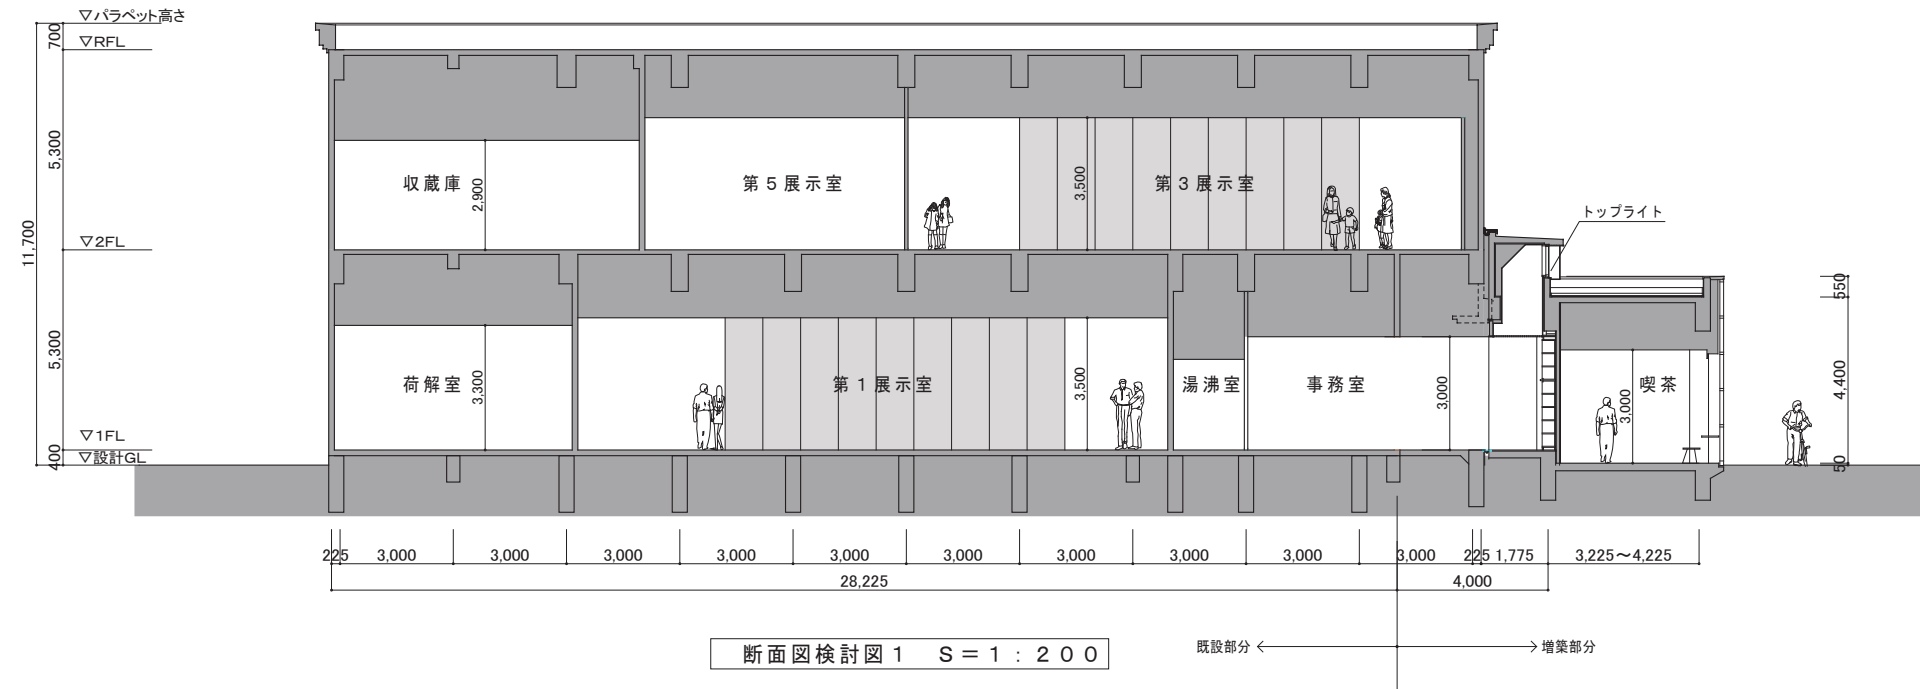 ▽パラペット高さ
700
▽RFL
5,300
収蔵庫
2,900
第5展示室
3,500
第3展示室
トップライト
11,700
▽2FL
550
5,300
荷解室
3,300
第1展示室
3,500
湯沸室
事務室
3,000
喫茶
3,000
4,400
▽1FL
400
▽設計GL
50
225 3,000 3,000 3,000 3,000 3,000 3,000 3,000 3,000 3,000 3,000 225 1,775 3,225～4,225
28,225 4,000
断面図検討図1 S＝1：200
既設部分 増築部分